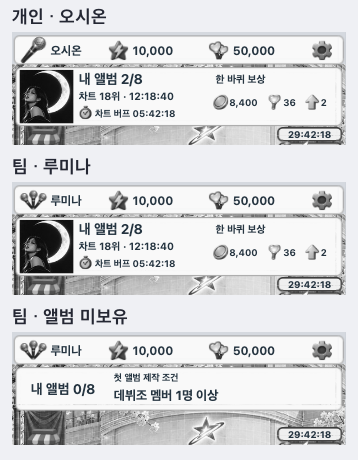 개인 · 오시온
오시온 10,000 50,000
내 앨범 2/8 한 바퀴 보상
차트 18위 · 12:18:40
8,400 36 2
차트 버프 05:42:18
29:42:18
팀 · 루미나
루미나 10,000 50,000
내 앨범 2/8 한 바퀴 보상
차트 18위 · 12:18:40
8,400 36 2
차트 버프 05:42:18
29:42:18
팀 · 앨범 미보유
루미나 10,000 50,000
첫 앨범 제작 조건
내 앨범 0/8
데뷔조 멤버 1명 이상
29:42:18